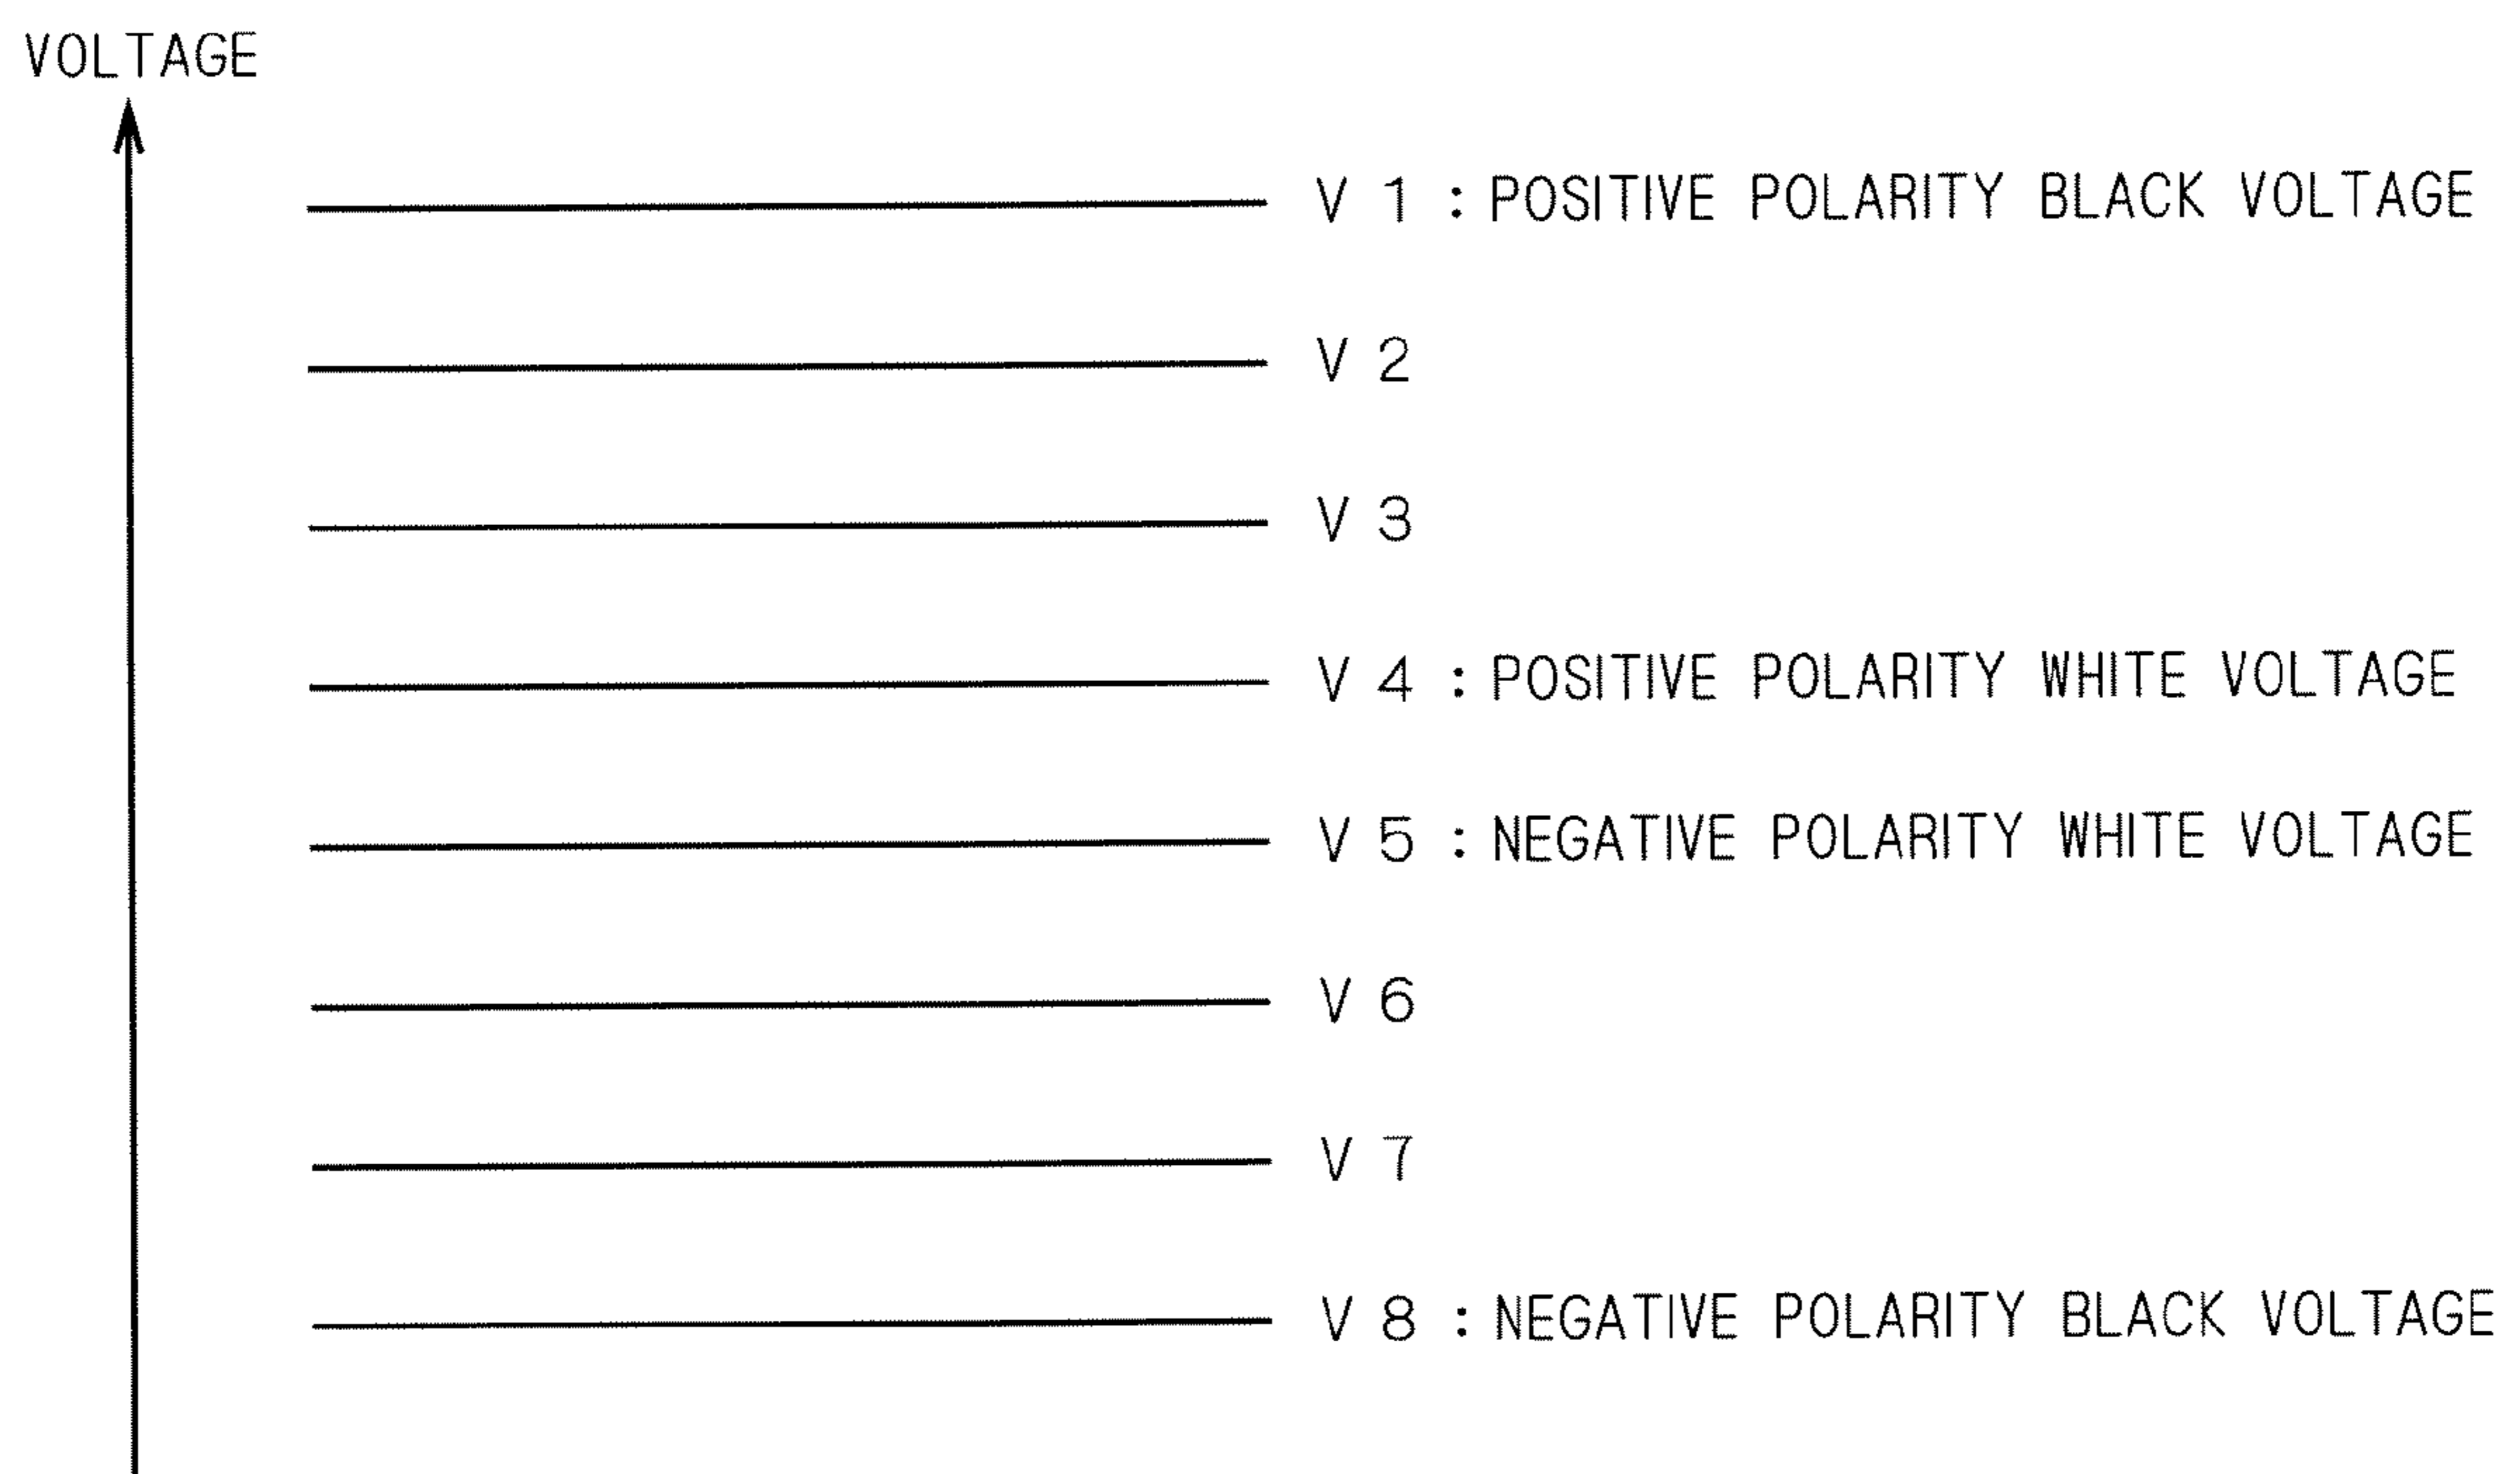 VOLTAGE
V 1 : POSITIVE POLARITY BLACK VOLTAGE
V 2
V 3
V 4 : POSITIVE POLARITY WHITE VOLTAGE
V 5 : NEGATIVE POLARITY WHITE VOLTAGE
V 6
V 7
V 8 : NEGATIVE POLARITY BLACK VOLTAGE